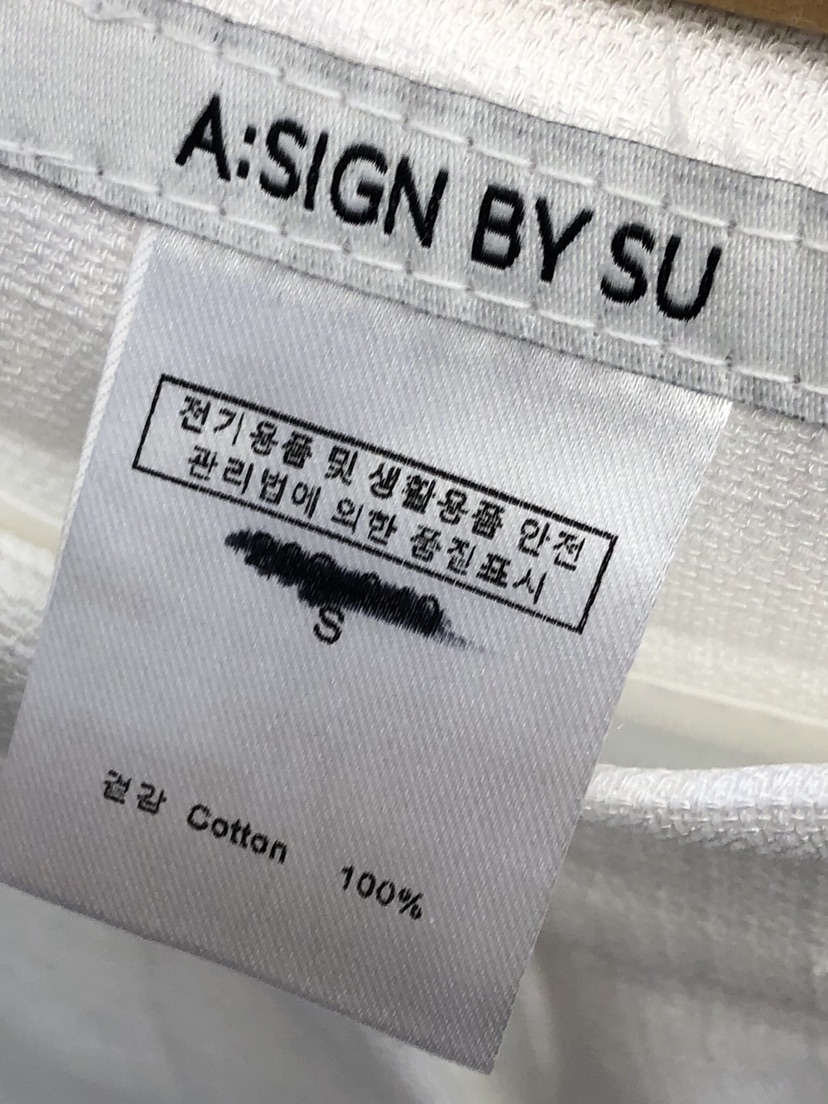 A:SIGN BY SU
전기용품 및 생활용품 안전
관리법에 의한 품질표시
S
겉감 Cotton 100%